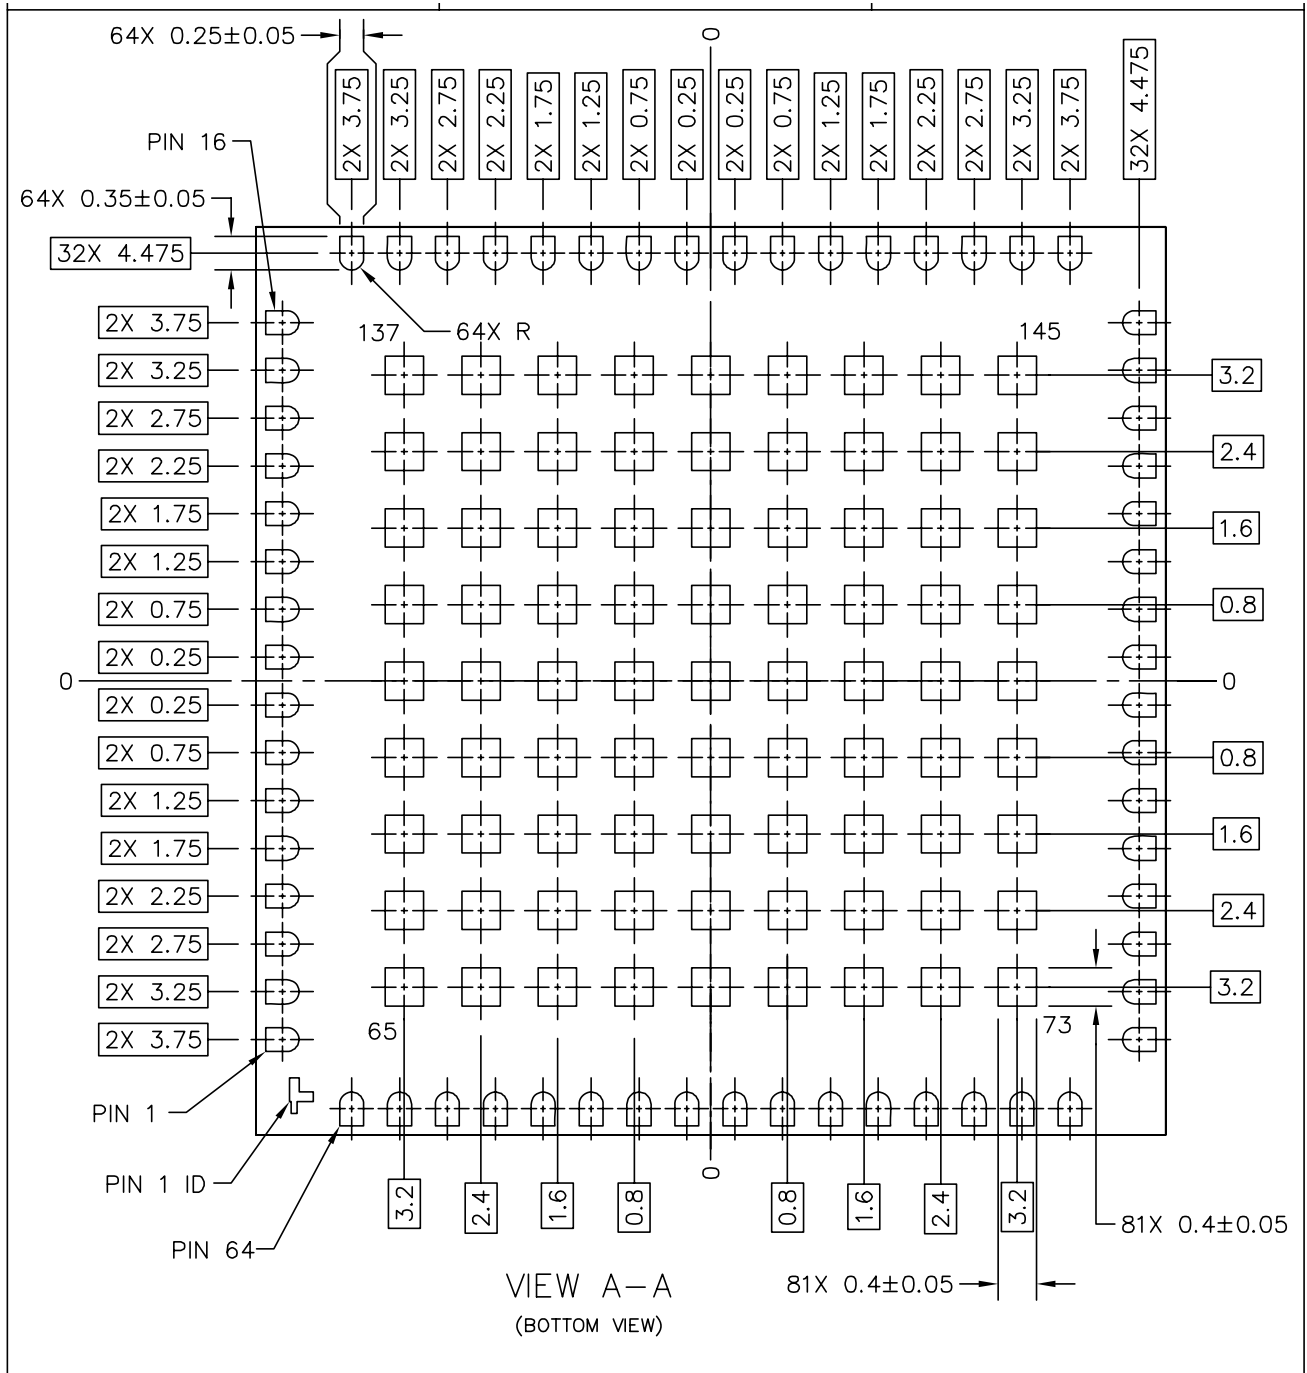 64X 0.25±0.05
0
2X 3.75
2X 3.25
2X 2.75
2X 2.25
2X 1.75
2X 1.25
2X 0.75
2X 0.25
2X 0.25
2X 0.75
2X 1.25
2X 1.75
2X 2.25
2X 2.75
2X 3.25
2X 3.75
32X 4.475
PIN 16
64X 0.35±0.05
32X 4.475
2X 3.75
2X 3.25
2X 2.75
2X 2.25
2X 1.75
2X 1.25
2X 0.75
2X 0.25
0
2X 0.25
2X 0.75
2X 1.25
2X 1.75
2X 2.25
2X 2.75
2X 3.25
2X 3.75
137
64X R
145
3.2
2.4
1.6
0.8
0
0.8
1.6
2.4
3.2
65
73
PIN 1
PIN 1 ID
PIN 64
3.2
2.4
1.6
0.8
0
0.8
1.6
2.4
3.2
81X 0.4±0.05
81X 0.4±0.05
VIEW A-A
(BOTTOM VIEW)